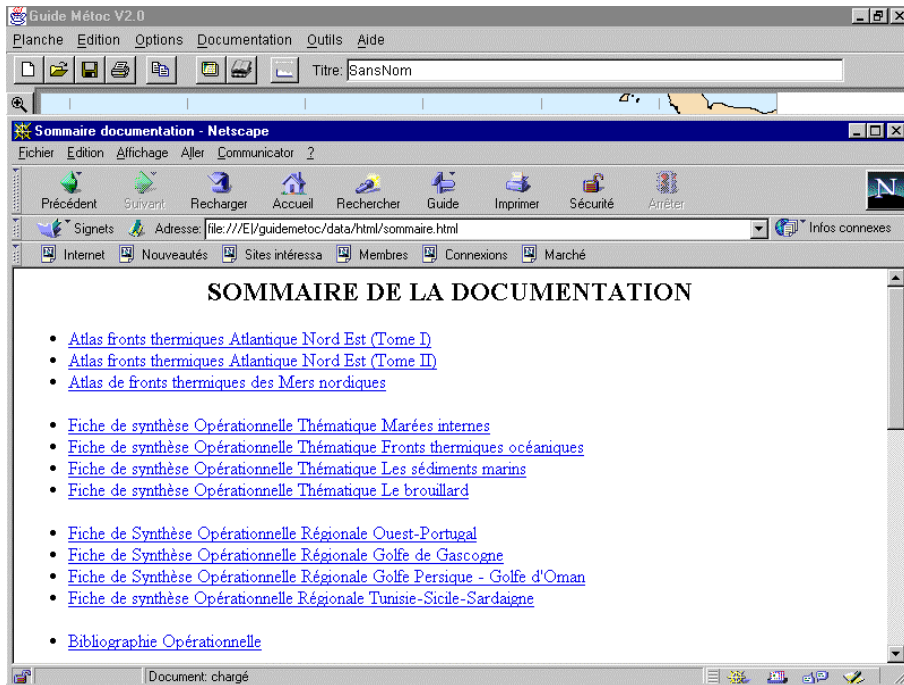 Guide Métoc V2.0
Planche Edition Options Documentation Outils Aide
Titre: SansNom
Sommaire documentation - Netscape
Fichier Edition Affichage Aller Communicator ?
Précédent Suivant Recharger Accueil Rechercher Guide Imprimer Sécurité Arrêter
N
Signets Adresse: file:///E|/guidemetoc/data/html/sommaire.html Infos connexes
Internet Nouveautés Sites intéressa Membres Connexions Marché
SOMMAIRE DE LA DOCUMENTATION
• Atlas fronts thermiques Atlantique Nord Est (Tome I)
• Atlas fronts thermiques Atlantique Nord Est (Tome II)
• Atlas de fronts thermiques des Mers nordiques
• Fiche de synthèse Opérationnelle Thématique Marées internes
• Fiche de synthèse Opérationnelle Thématique Fronts thermiques océaniques
• Fiche de synthèse Opérationnelle Thématique Les sédiments marins
• Fiche de synthèse Opérationnelle Thématique Le brouillard
• Fiche de Synthèse Opérationnelle Régionale Ouest-Portugal
• Fiche de Synthèse Opérationnelle Régionale Golfe de Gascogne
• Fiche de Synthèse Opérationnelle Régionale Golfe Persique - Golfe d'Oman
• Fiche de synthèse Opérationnelle Régionale Tunisie-Sicile-Sardaigne
• Bibliographie Opérationnelle
Document: chargé